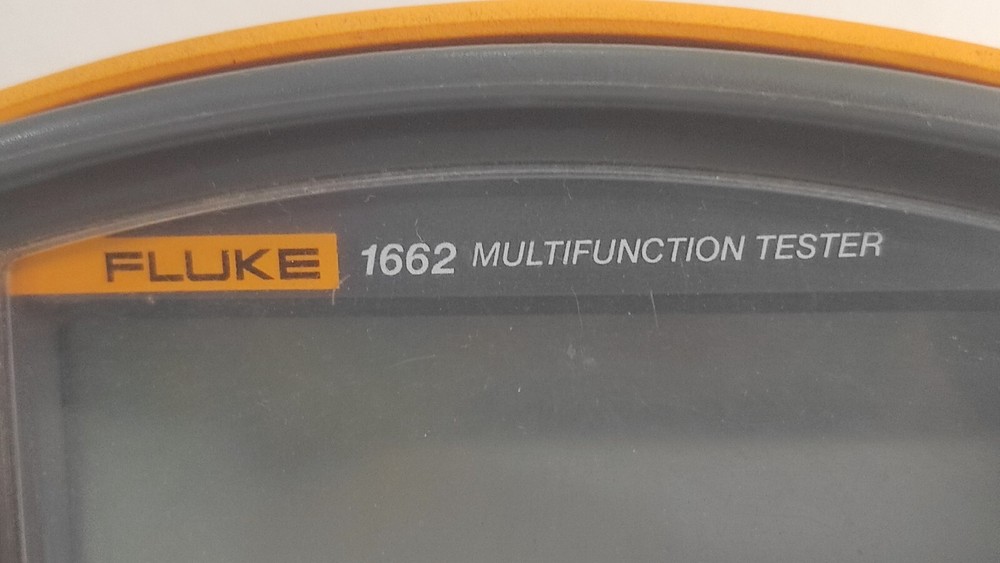 FLUKE 1662 MULTIFUNCTION TESTER